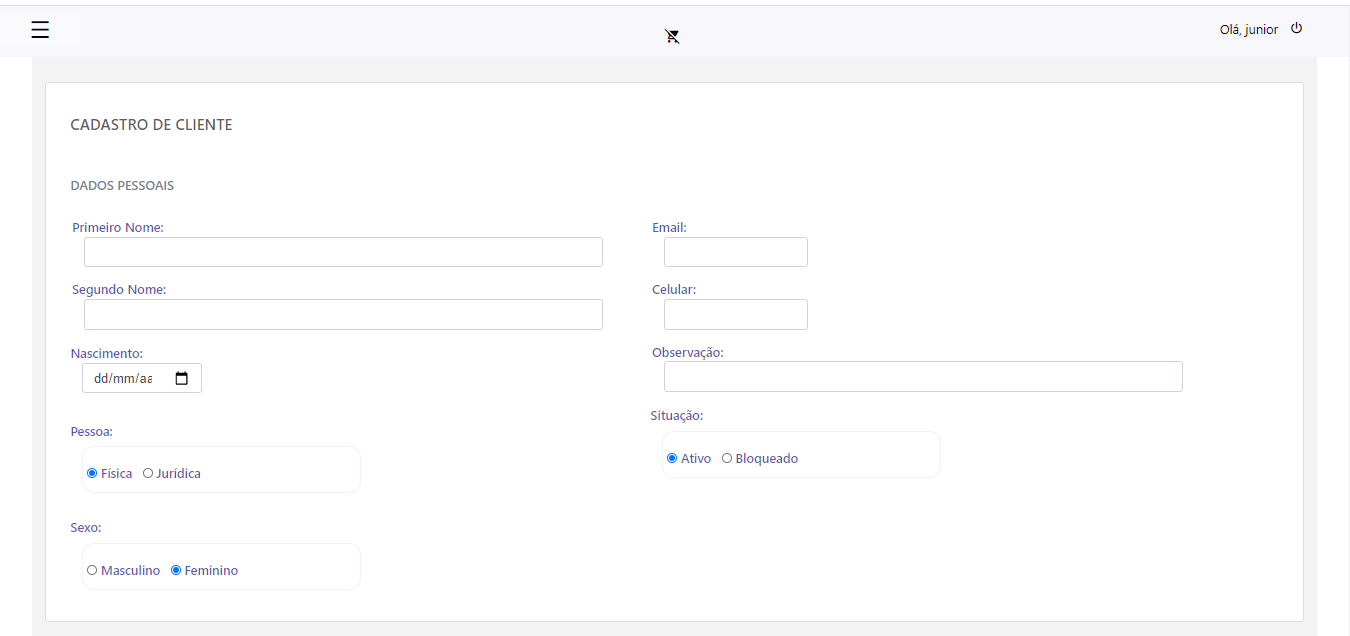 Olá, junior
CADASTRO DE CLIENTE
DADOS PESSOAIS
Primeiro Nome:
Segundo Nome:
Nascimento:
dd/mm/aa
Pessoa:
Física Jurídica
Sexo:
Masculino Feminino
Email:
Celular:
Observação:
Situação:
Ativo Bloqueado